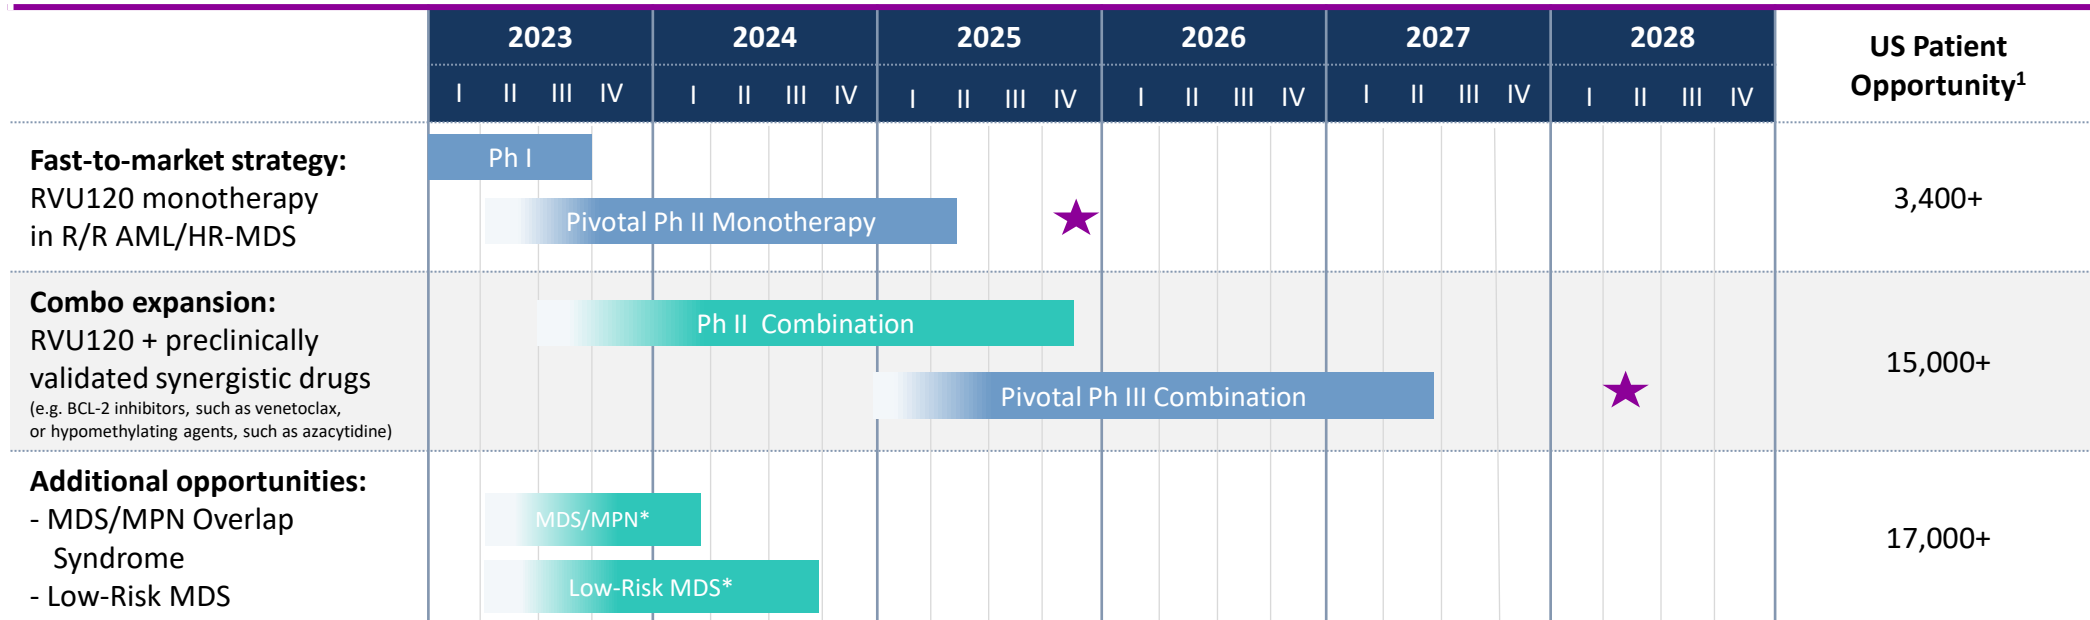 2023 2024 2025 2026 2027 2028
US Patient
Opportunity¹
I II III IV I II III IV I II III IV I II III IV I II III IV I II III IV
Fast-to-market strategy:
RVU120 monotherapy
in R/R AML/HR-MDS
Ph I
Pivotal Ph II Monotherapy
3,400+
Combo expansion:
RVU120 + preclinically
validated synergistic drugs
(e.g. BCL-2 inhibitors, such as venetoclax,
or hypomethylating agents, such as azacytidine)
Ph II Combination
Pivotal Ph III Combination
15,000+
Additional opportunities:
- MDS/MPN Overlap
Syndrome
- Low-Risk MDS
MDS/MPN*
Low-Risk MDS*
17,000+